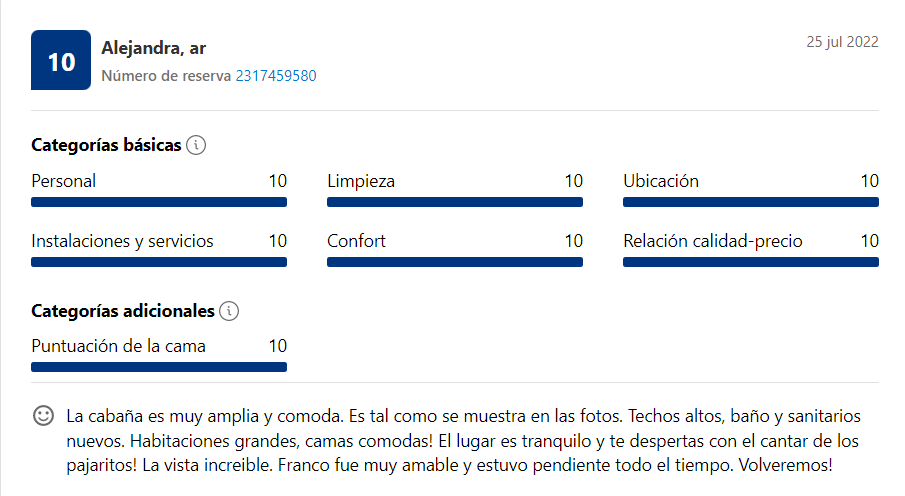 10
Alejandra, ar
25 jul 2022
Número de reserva 2317459580
Categorías básicas
Personal 10
Limpieza 10
Ubicación 10
Instalaciones y servicios 10
Confort 10
Relación calidad-precio 10
Categorías adicionales
Puntuación de la cama 10
La cabaña es muy amplia y comoda. Es tal como se muestra en las fotos. Techos altos, baño y sanitarios
nuevos. Habitaciones grandes, camas comodas! El lugar es tranquilo y te despertas con el cantar de los
pajaritos! La vista increible. Franco fue muy amable y estuvo pendiente todo el tiempo. Volveremos!